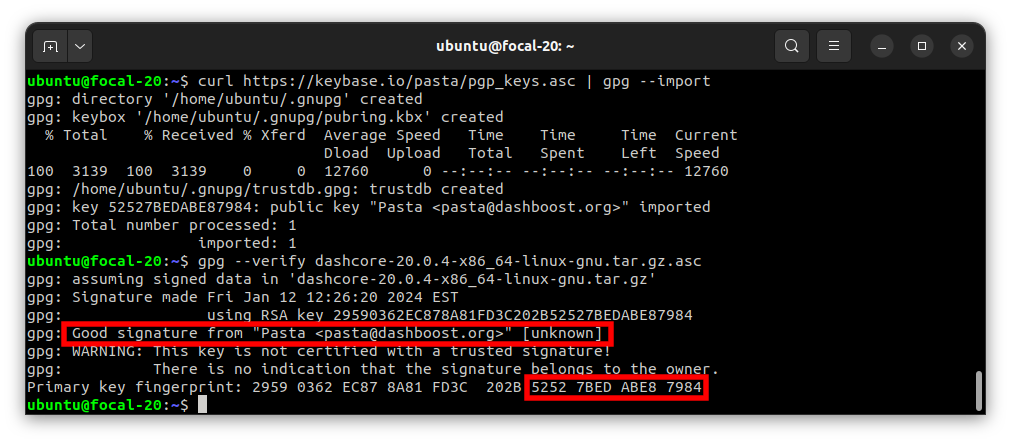 ubuntu@focal-20: ~
ubuntu@focal-20:~$ curl https://keybase.io/pasta/pgp_keys.asc | gpg --import
gpg: directory '/home/ubuntu/.gnupg' created
gpg: keybox '/home/ubuntu/.gnupg/pubring.kbx' created
  % Total    % Received % Xferd  Average Speed   Time    Time     Time  Current
                                 Dload  Upload   Total   Spent    Left  Speed
100  3139  100  3139    0     0  12760      0 --:--:-- --:--:-- --:--:-- 12760
gpg: /home/ubuntu/.gnupg/trustdb.gpg: trustdb created
gpg: key 52527BEDABE87984: public key "Pasta <pasta@dashboost.org>" imported
gpg: Total number processed: 1
gpg:               imported: 1
ubuntu@focal-20:~$ gpg --verify dashcore-20.0.4-x86_64-linux-gnu.tar.gz.asc
gpg: assuming signed data in 'dashcore-20.0.4-x86_64-linux-gnu.tar.gz'
gpg: Signature made Fri Jan 12 12:26:20 2024 EST
gpg:                using RSA key 29590362EC878A81FD3C202B52527BEDABE87984
gpg: Good signature from "Pasta <pasta@dashboost.org>" [unknown]
gpg: WARNING: This key is not certified with a trusted signature!
gpg:          There is no indication that the signature belongs to the owner.
Primary key fingerprint: 2959 0362 EC87 8A81 FD3C  202B 5252 7BED ABE8 7984
ubuntu@focal-20:~$